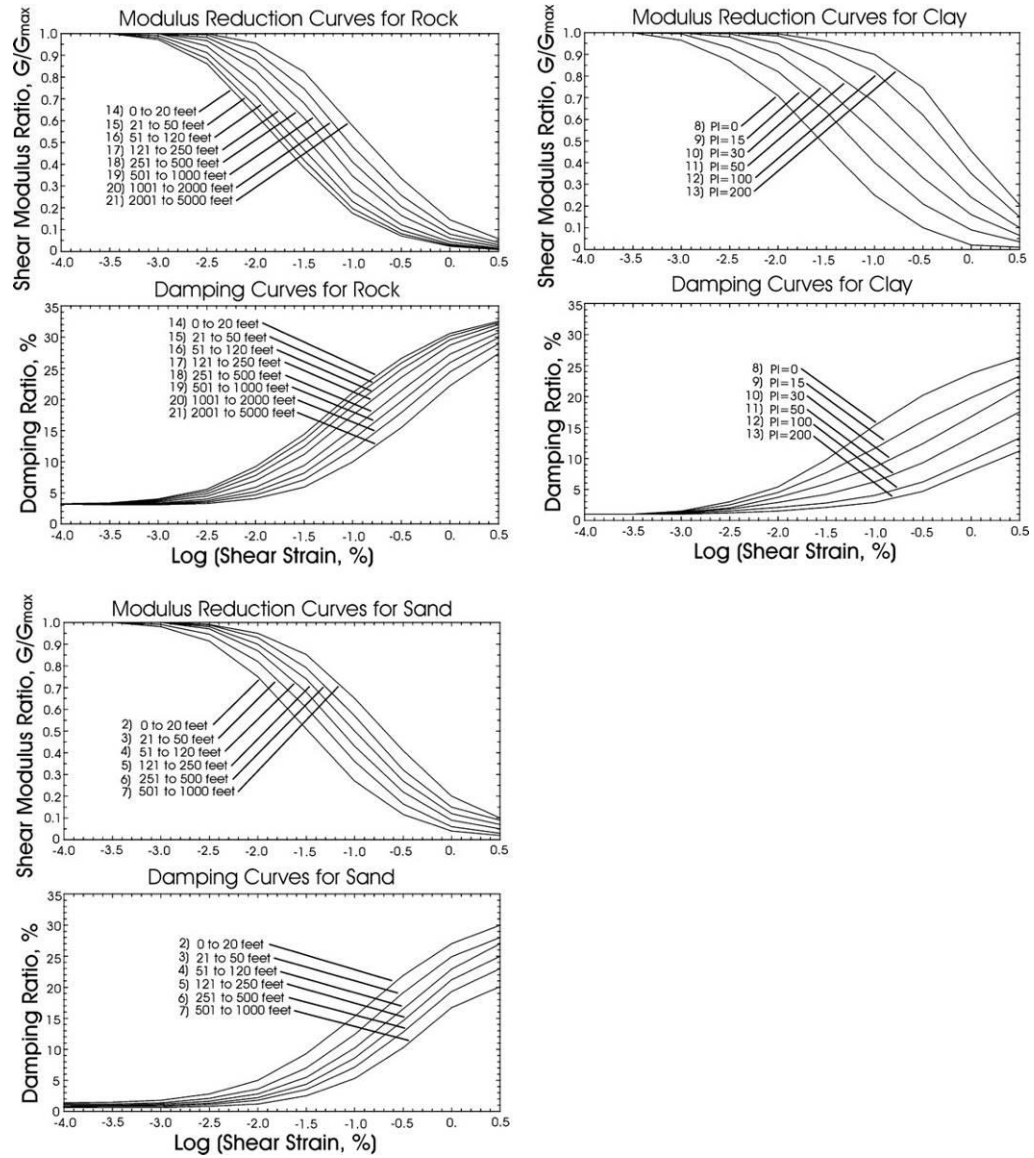 Modulus Reduction Curves for Rock
Shear Modulus Ratio, G/Gmax
1.0
0.9
0.8
0.7
0.6
0.5
0.4
0.3
0.2
0.1
0
14) 0 to 20 feet
15) 21 to 50 feet
16) 51 to 120 feet
17) 121 to 250 feet
18) 251 to 500 feet
19) 501 to 1000 feet
20) 1001 to 2000 feet
21) 2001 to 5000 feet
-4.0 -3.5 -3.0 -2.5 -2.0 -1.5 -1.0 -0.5 0. 0.5
Damping Curves for Rock
Damping Ratio, %
35
30
25
20
15
10
5
0
14) 0 to 20 feet
15) 21 to 50 feet
16) 51 to 120 feet
17) 121 to 250 feet
18) 251 to 500 feet
19) 501 to 1000 feet
20) 1001 to 2000 feet
21) 2001 to 5000 feet
-4.0 -3.5 -3.0 -2.5 -2.0 -1.5 -1.0 -0.5 0. 0.5
Log (Shear Strain, %)
Modulus Reduction Curves for Clay
Shear Modulus Ratio, G/Gmax
1.0
0.9
0.8
0.7
0.6
0.5
0.4
0.3
0.2
0.1
0
8) PI=0
9) PI=15
10) PI=30
11) PI=50
12) PI=100
13) PI=200
-4.0 -3.5 -3.0 -2.5 -2.0 -1.5 -1.0 -0.5 0. 0.5
Damping Curves for Clay
Damping Ratio, %
35
30
25
20
15
10
5
0
8) PI=0
9) PI=15
10) PI=30
11) PI=50
12) PI=100
13) PI=200
-4.0 -3.5 -3.0 -2.5 -2.0 -1.5 -1.0 -0.5 0. 0.5
Log (Shear Strain, %)
Modulus Reduction Curves for Sand
Shear Modulus Ratio, G/Gmax
1.0
0.9
0.8
0.7
0.6
0.5
0.4
0.3
0.2
0.1
0
2) 0 to 20 feet
3) 21 to 50 feet
4) 51 to 120 feet
5) 121 to 250 feet
6) 251 to 500 feet
7) 501 to 1000 feet
-4.0 -3.5 -3.0 -2.5 -2.0 -1.5 -1.0 -0.5 0. 0.5
Damping Curves for Sand
Damping Ratio, %
35
30
25
20
15
10
5
0
2) 0 to 20 feet
3) 21 to 50 feet
4) 51 to 120 feet
5) 121 to 250 feet
6) 251 to 500 feet
7) 501 to 1000 feet
-4.0 -3.5 -3.0 -2.5 -2.0 -1.5 -1.0 -0.5 0. 0.5
Log (Shear Strain, %)